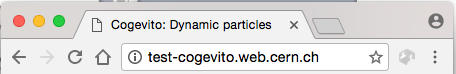 Cogevito: Dynamic particles
test-cogevito.web.cern.ch